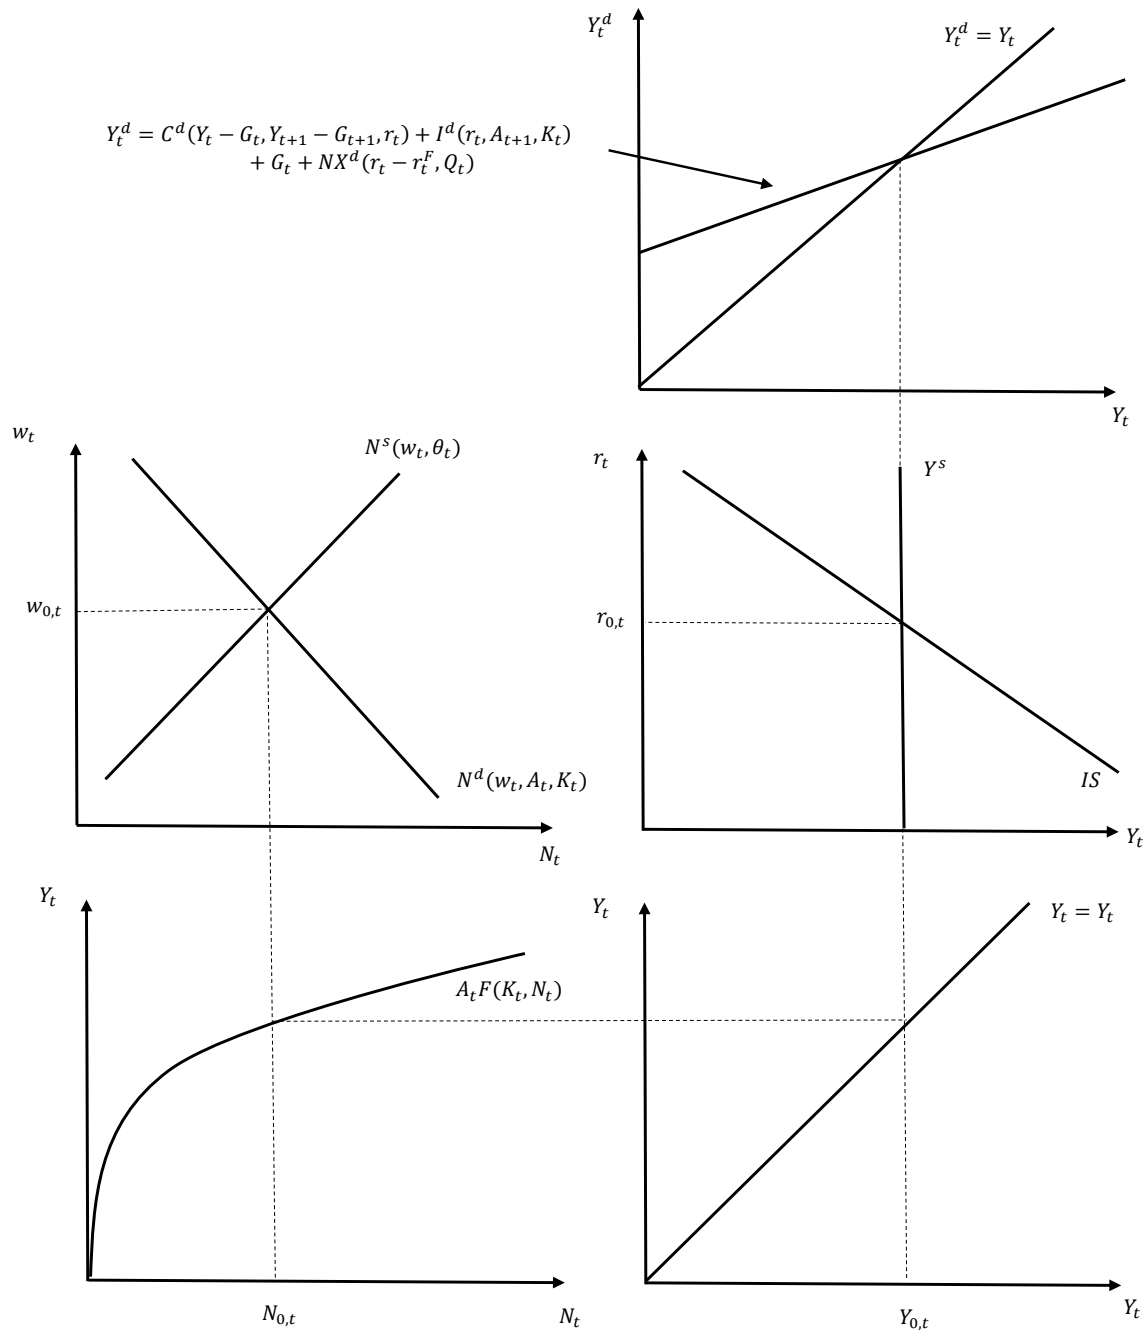 Y_t^d
Y_t^d = Y_t
Y_t^d = C^d(Y_t − G_t, Y_{t+1} − G_{t+1}, r_t) + I^d(r_t, A_{t+1}, K_t)
+ G_t + NX^d(r_t − r_t^F, Q_t)
Y_t
w_t
N^s(w_t, θ_t)
w_{0,t}
N^d(w_t, A_t, K_t)
N_t
r_t
Y^s
r_{0,t}
IS
Y_t
Y_t
A_tF(K_t, N_t)
N_{0,t}
N_t
Y_t
Y_t = Y_t
Y_{0,t}
Y_t